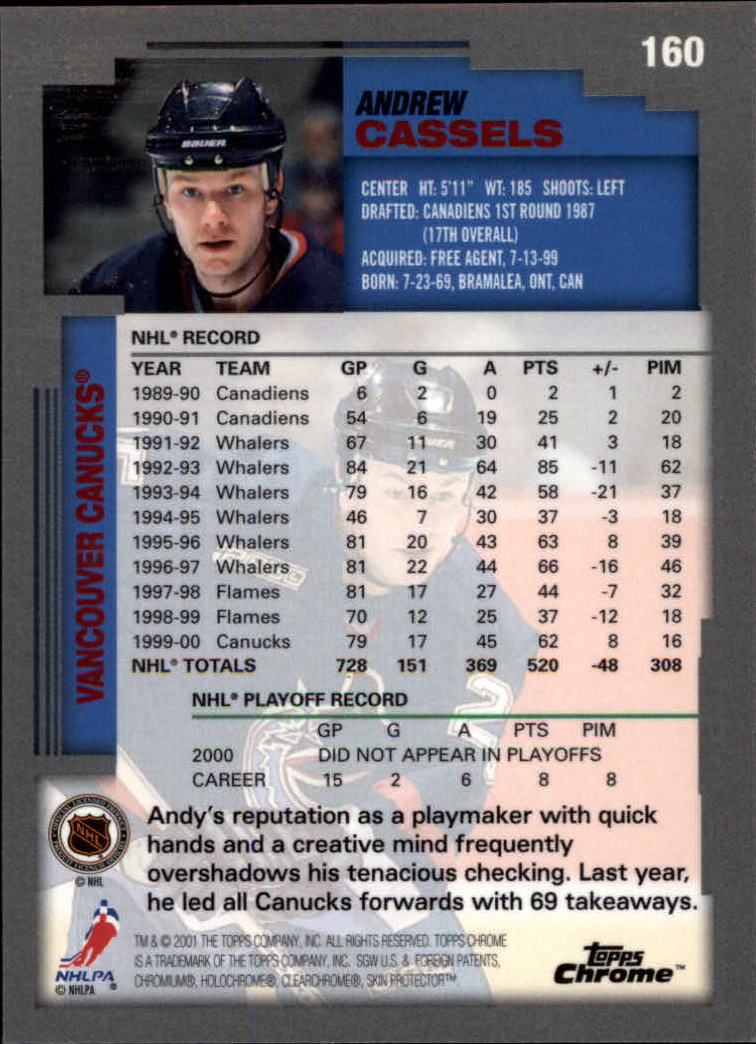 160
BAUER
ANDREW
CASSELS
CENTER HT: 5'11" WT: 185 SHOOTS: LEFT
DRAFTED: CANADIENS 1ST ROUND 1987
(17TH OVERALL)
ACQUIRED: FREE AGENT, 7-13-99
BORN: 7-23-69, BRAMALEA, ONT, CAN
VANCOUVER CANUCKS®
NHL® RECORD
YEAR TEAM GP G A PTS +/- PIM
1989-90 Canadiens 6 2 0 2 1 2
1990-91 Canadiens 54 6 19 25 2 20
1991-92 Whalers 67 11 30 41 3 18
1992-93 Whalers 84 21 64 85 -11 62
1993-94 Whalers 79 16 42 58 -21 37
1994-95 Whalers 46 7 30 37 -3 18
1995-96 Whalers 81 20 43 63 8 39
1996-97 Whalers 81 22 44 66 -16 46
1997-98 Flames 81 17 27 44 -7 32
1998-99 Flames 70 12 25 37 -12 18
1999-00 Canucks 79 17 45 62 8 16
NHL® TOTALS 728 151 369 520 -48 308
NHL® PLAYOFF RECORD
GP G A PTS PIM
2000 DID NOT APPEAR IN PLAYOFFS
CAREER 15 2 6 8 8
Andy's reputation as a playmaker with quick
hands and a creative mind frequently
overshadows his tenacious checking. Last year,
he led all Canucks forwards with 69 takeaways.
NHL
© NHL
NHLPA ®
© NHLPA
TM & © 2001 THE TOPPS COMPANY, INC. ALL RIGHTS RESERVED. TOPPS CHROME
IS A TRADEMARK OF THE TOPPS COMPANY, INC. SGW U.S. & FOREIGN PATENTS,
CHROMIUM®, HOLOCHROME®, CLEARCHROME®, SKIN PROTECTOR™
TOPPS
Chrome™